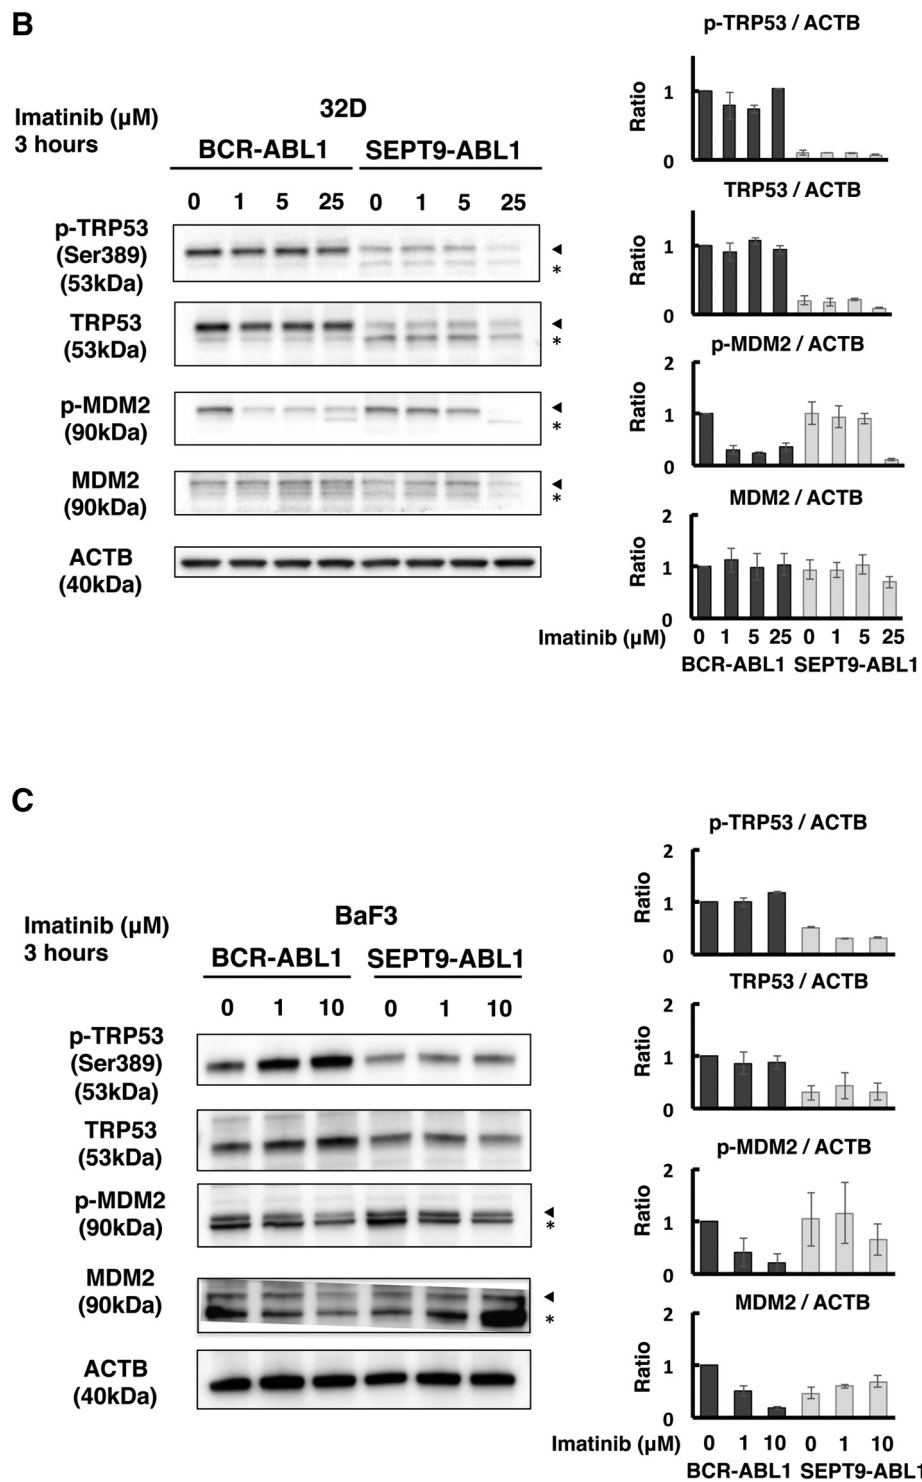 B
Imatinib (µM)
3 hours
32D
BCR-ABL1 SEPT9-ABL1
0 1 5 25 0 1 5 25
p-TRP53
(Ser389)
(53kDa)
*
TRP53
(53kDa)
*
p-MDM2
(90kDa)
*
MDM2
(90kDa)
*
ACTB
(40kDa)
p-TRP53 / ACTB
Ratio
1
0
TRP53 / ACTB
Ratio
1
0
p-MDM2 / ACTB
Ratio
2
1
0
MDM2 / ACTB
Ratio
2
1
0
Imatinib (µM) 0 1 5 25 0 1 5 25
BCR-ABL1 SEPT9-ABL1
C
Imatinib (µM)
3 hours
BaF3
BCR-ABL1 SEPT9-ABL1
0 1 10 0 1 10
p-TRP53
(Ser389)
(53kDa)
TRP53
(53kDa)
p-MDM2
(90kDa)
*
MDM2
(90kDa)
*
ACTB
(40kDa)
p-TRP53 / ACTB
Ratio
2
1
0
TRP53 / ACTB
Ratio
2
1
0
p-MDM2 / ACTB
Ratio
2
1
0
MDM2 / ACTB
Ratio
2
1
0
Imatinib (µM) 0 1 10 0 1 10
BCR-ABL1 SEPT9-ABL1